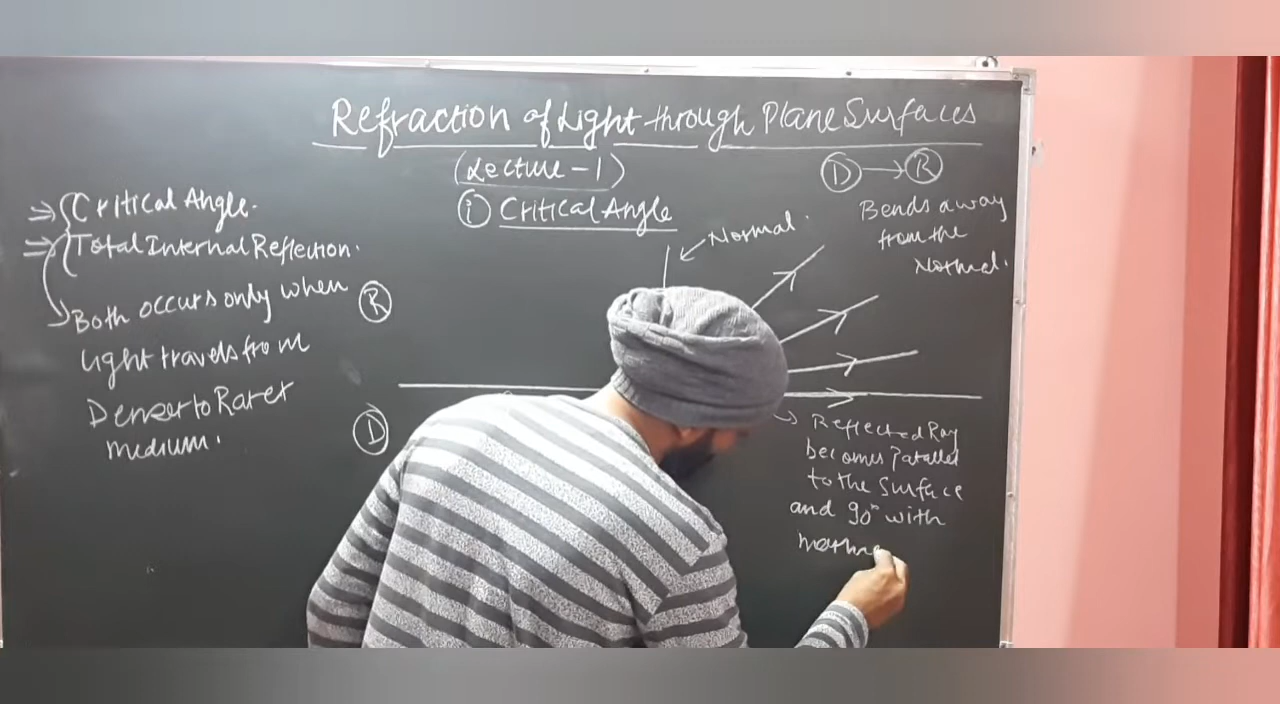 Refraction of Light through Plane Surfaces
(Lecture - 1)
D → R
⇒ Critical Angle.
⇒ Total Internal Reflection.
Both occurs only when
light travels from
Denser to Rarer
medium.
i Critical Angle
Normal.
Bends away
from the
Normal.
R
D
Reflected Ray
becomes Parallel
to the Surface
and 90° with